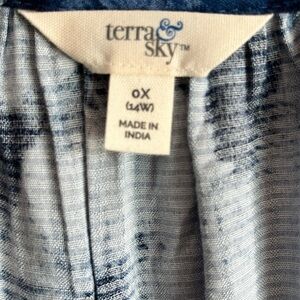 terra &
sky™
0X
(14W)
MADE IN
INDIA